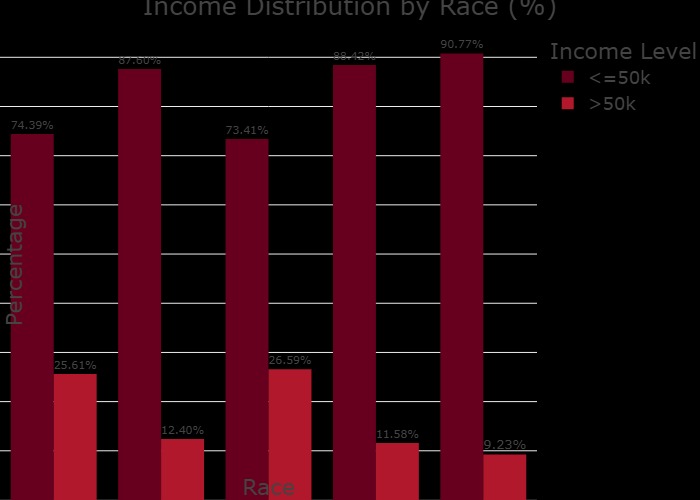 Income Distribution by Race (%)
Income Level
<=50k
>50k
Percentage
74.39%
25.61%
87.60%
12.40%
73.41%
26.59%
88.42%
11.58%
90.77%
9.23%
Race